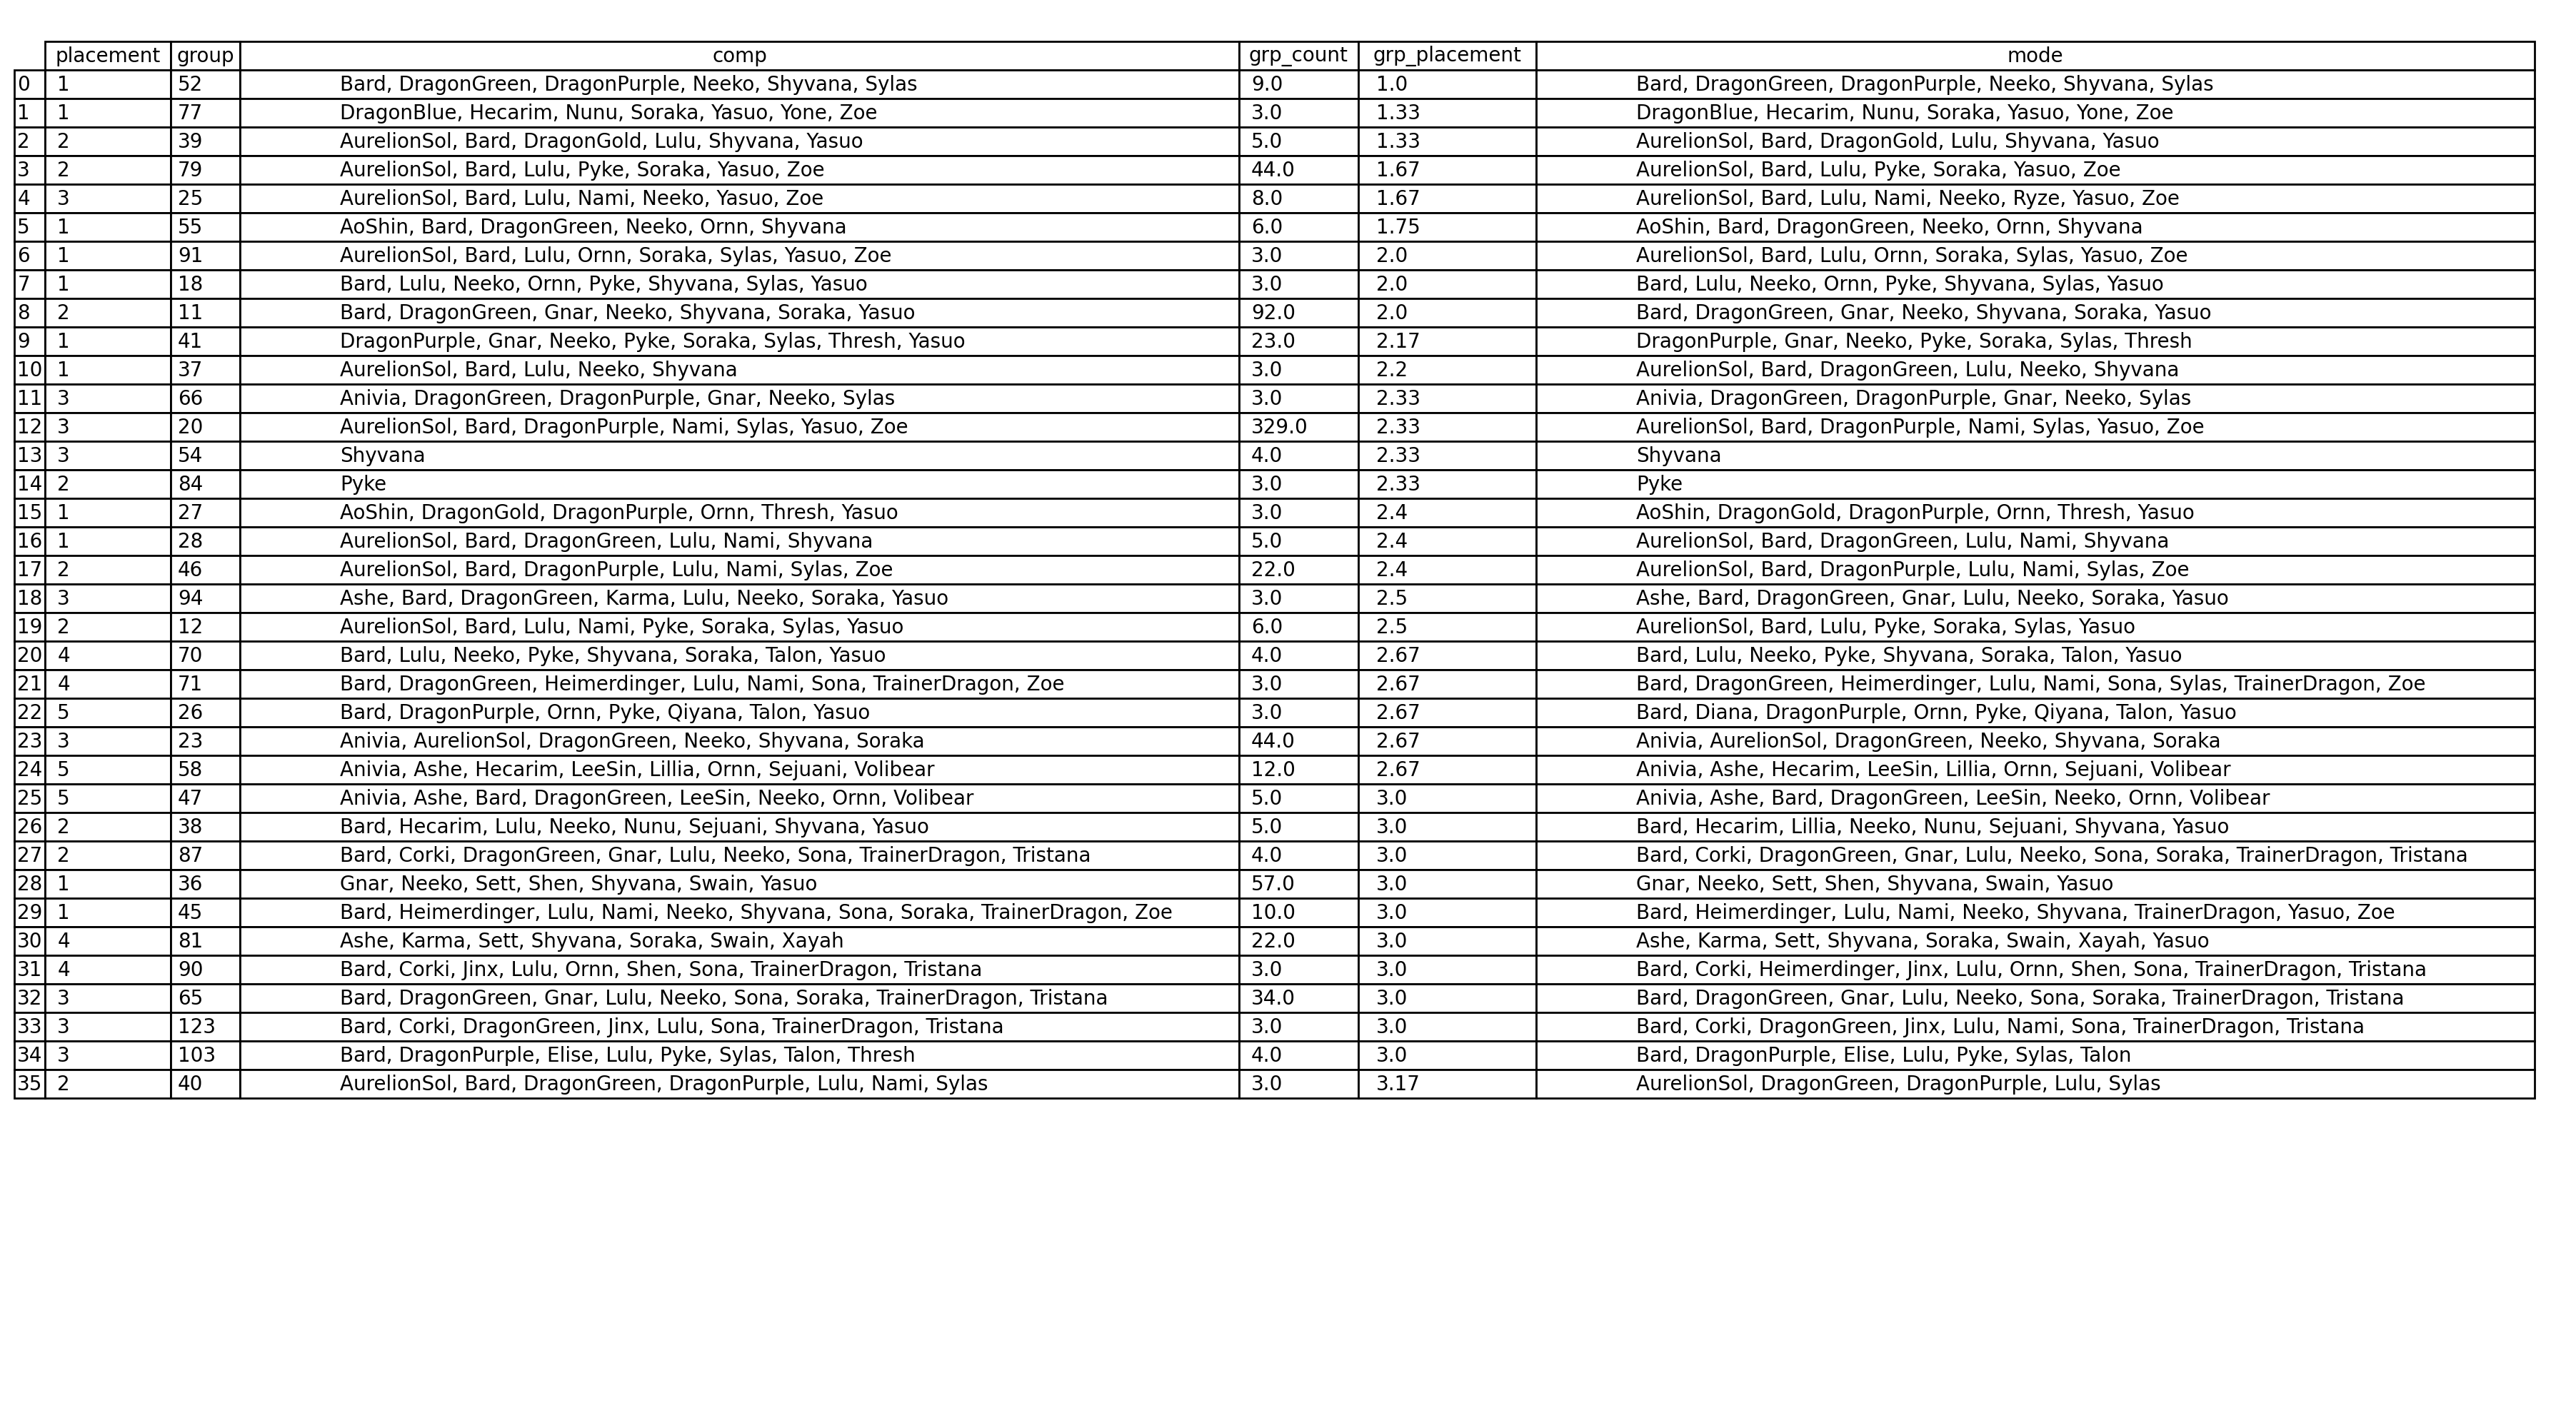 placement group comp grp_count grp_placement mode
0 1 52 Bard, DragonGreen, DragonPurple, Neeko, Shyvana, Sylas 9.0 1.0 Bard, DragonGreen, DragonPurple, Neeko, Shyvana, Sylas
1 1 77 DragonBlue, Hecarim, Nunu, Soraka, Yasuo, Yone, Zoe 3.0 1.33 DragonBlue, Hecarim, Nunu, Soraka, Yasuo, Yone, Zoe
2 2 39 AurelionSol, Bard, DragonGold, Lulu, Shyvana, Yasuo 5.0 1.33 AurelionSol, Bard, DragonGold, Lulu, Shyvana, Yasuo
3 2 79 AurelionSol, Bard, Lulu, Pyke, Soraka, Yasuo, Zoe 44.0 1.67 AurelionSol, Bard, Lulu, Pyke, Soraka, Yasuo, Zoe
4 3 25 AurelionSol, Bard, Lulu, Nami, Neeko, Yasuo, Zoe 8.0 1.67 AurelionSol, Bard, Lulu, Nami, Neeko, Ryze, Yasuo, Zoe
5 1 55 AoShin, Bard, DragonGreen, Neeko, Ornn, Shyvana 6.0 1.75 AoShin, Bard, DragonGreen, Neeko, Ornn, Shyvana
6 1 91 AurelionSol, Bard, Lulu, Ornn, Soraka, Sylas, Yasuo, Zoe 3.0 2.0 AurelionSol, Bard, Lulu, Ornn, Soraka, Sylas, Yasuo, Zoe
7 1 18 Bard, Lulu, Neeko, Ornn, Pyke, Shyvana, Sylas, Yasuo 3.0 2.0 Bard, Lulu, Neeko, Ornn, Pyke, Shyvana, Sylas, Yasuo
8 2 11 Bard, DragonGreen, Gnar, Neeko, Shyvana, Soraka, Yasuo 92.0 2.0 Bard, DragonGreen, Gnar, Neeko, Shyvana, Soraka, Yasuo
9 1 41 DragonPurple, Gnar, Neeko, Pyke, Soraka, Sylas, Thresh, Yasuo 23.0 2.17 DragonPurple, Gnar, Neeko, Pyke, Soraka, Sylas, Thresh
10 1 37 AurelionSol, Bard, Lulu, Neeko, Shyvana 3.0 2.2 AurelionSol, Bard, DragonGreen, Lulu, Neeko, Shyvana
11 3 66 Anivia, DragonGreen, DragonPurple, Gnar, Neeko, Sylas 3.0 2.33 Anivia, DragonGreen, DragonPurple, Gnar, Neeko, Sylas
12 3 20 AurelionSol, Bard, DragonPurple, Nami, Sylas, Yasuo, Zoe 329.0 2.33 AurelionSol, Bard, DragonPurple, Nami, Sylas, Yasuo, Zoe
13 3 54 Shyvana 4.0 2.33 Shyvana
14 2 84 Pyke 3.0 2.33 Pyke
15 1 27 AoShin, DragonGold, DragonPurple, Ornn, Thresh, Yasuo 3.0 2.4 AoShin, DragonGold, DragonPurple, Ornn, Thresh, Yasuo
16 1 28 AurelionSol, Bard, DragonGreen, Lulu, Nami, Shyvana 5.0 2.4 AurelionSol, Bard, DragonGreen, Lulu, Nami, Shyvana
17 2 46 AurelionSol, Bard, DragonPurple, Lulu, Nami, Sylas, Zoe 22.0 2.4 AurelionSol, Bard, DragonPurple, Lulu, Nami, Sylas, Zoe
18 3 94 Ashe, Bard, DragonGreen, Karma, Lulu, Neeko, Soraka, Yasuo 3.0 2.5 Ashe, Bard, DragonGreen, Gnar, Lulu, Neeko, Soraka, Yasuo
19 2 12 AurelionSol, Bard, Lulu, Nami, Pyke, Soraka, Sylas, Yasuo 6.0 2.5 AurelionSol, Bard, Lulu, Pyke, Soraka, Sylas, Yasuo
20 4 70 Bard, Lulu, Neeko, Pyke, Shyvana, Soraka, Talon, Yasuo 4.0 2.67 Bard, Lulu, Neeko, Pyke, Shyvana, Soraka, Talon, Yasuo
21 4 71 Bard, DragonGreen, Heimerdinger, Lulu, Nami, Sona, TrainerDragon, Zoe 3.0 2.67 Bard, DragonGreen, Heimerdinger, Lulu, Nami, Sona, Sylas, TrainerDragon, Zoe
22 5 26 Bard, DragonPurple, Ornn, Pyke, Qiyana, Talon, Yasuo 3.0 2.67 Bard, Diana, DragonPurple, Ornn, Pyke, Qiyana, Talon, Yasuo
23 3 23 Anivia, AurelionSol, DragonGreen, Neeko, Shyvana, Soraka 44.0 2.67 Anivia, AurelionSol, DragonGreen, Neeko, Shyvana, Soraka
24 5 58 Anivia, Ashe, Hecarim, LeeSin, Lillia, Ornn, Sejuani, Volibear 12.0 2.67 Anivia, Ashe, Hecarim, LeeSin, Lillia, Ornn, Sejuani, Volibear
25 5 47 Anivia, Ashe, Bard, DragonGreen, LeeSin, Neeko, Ornn, Volibear 5.0 3.0 Anivia, Ashe, Bard, DragonGreen, LeeSin, Neeko, Ornn, Volibear
26 2 38 Bard, Hecarim, Lulu, Neeko, Nunu, Sejuani, Shyvana, Yasuo 5.0 3.0 Bard, Hecarim, Lillia, Neeko, Nunu, Sejuani, Shyvana, Yasuo
27 2 87 Bard, Corki, DragonGreen, Gnar, Lulu, Neeko, Sona, TrainerDragon, Tristana 4.0 3.0 Bard, Corki, DragonGreen, Gnar, Lulu, Neeko, Sona, Soraka, TrainerDragon, Tristana
28 1 36 Gnar, Neeko, Sett, Shen, Shyvana, Swain, Yasuo 57.0 3.0 Gnar, Neeko, Sett, Shen, Shyvana, Swain, Yasuo
29 1 45 Bard, Heimerdinger, Lulu, Nami, Neeko, Shyvana, Sona, Soraka, TrainerDragon, Zoe 10.0 3.0 Bard, Heimerdinger, Lulu, Nami, Neeko, Shyvana, TrainerDragon, Yasuo, Zoe
30 4 81 Ashe, Karma, Sett, Shyvana, Soraka, Swain, Xayah 22.0 3.0 Ashe, Karma, Sett, Shyvana, Soraka, Swain, Xayah, Yasuo
31 4 90 Bard, Corki, Jinx, Lulu, Ornn, Shen, Sona, TrainerDragon, Tristana 3.0 3.0 Bard, Corki, Heimerdinger, Jinx, Lulu, Ornn, Shen, Sona, TrainerDragon, Tristana
32 3 65 Bard, DragonGreen, Gnar, Lulu, Neeko, Sona, Soraka, TrainerDragon, Tristana 34.0 3.0 Bard, DragonGreen, Gnar, Lulu, Neeko, Sona, Soraka, TrainerDragon, Tristana
33 3 123 Bard, Corki, DragonGreen, Jinx, Lulu, Sona, TrainerDragon, Tristana 3.0 3.0 Bard, Corki, DragonGreen, Jinx, Lulu, Nami, Sona, TrainerDragon, Tristana
34 3 103 Bard, DragonPurple, Elise, Lulu, Pyke, Sylas, Talon, Thresh 4.0 3.0 Bard, DragonPurple, Elise, Lulu, Pyke, Sylas, Talon
35 2 40 AurelionSol, Bard, DragonGreen, DragonPurple, Lulu, Nami, Sylas 3.0 3.17 AurelionSol, DragonGreen, DragonPurple, Lulu, Sylas